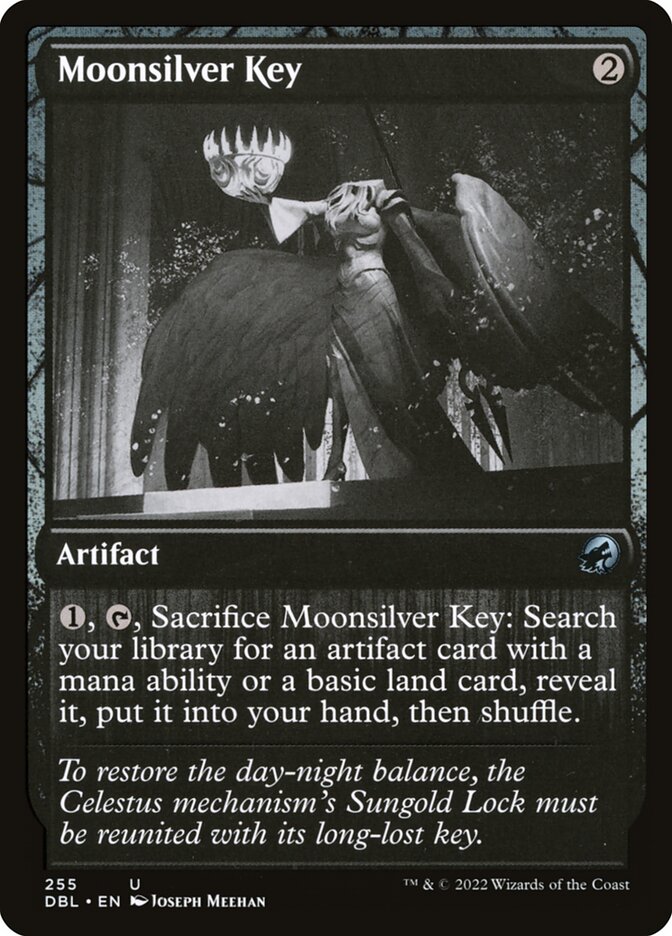 Moonsilver Key 2
Artifact
1, Sacrifice Moonsilver Key: Search
your library for an artifact card with a
mana ability or a basic land card, reveal
it, put it into your hand, then shuffle.
To restore the day-night balance, the
Celestus mechanism's Sungold Lock must
be reunited with its long-lost key.
255 U ™ & © 2022 Wizards of the Coast
DBL • EN Joseph Meehan